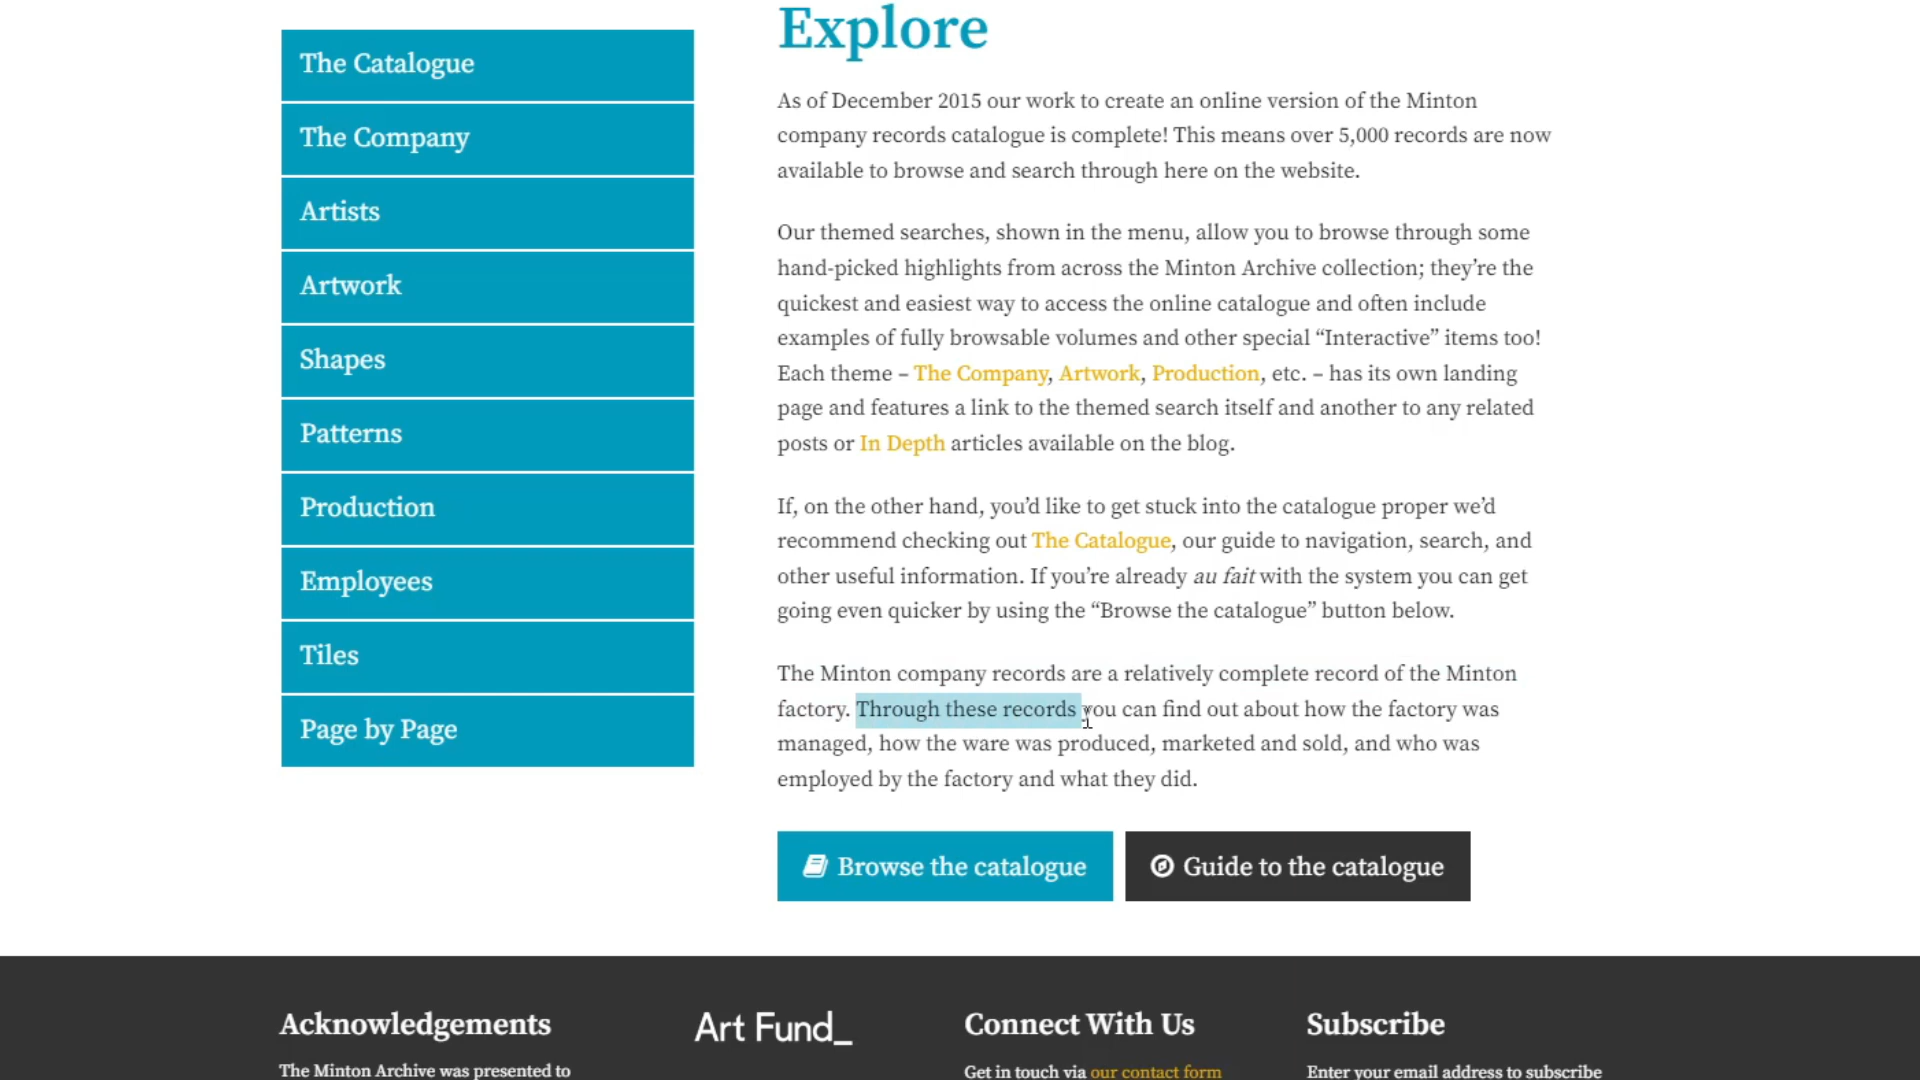 The Catalogue
The Company
Artists
Artwork
Shapes
Patterns
Production
Employees
Tiles
Page by Page
Explore
As of December 2015 our work to create an online version of the Minton
company records catalogue is complete! This means over 5,000 records are now
available to browse and search through here on the website.
Our themed searches, shown in the menu, allow you to browse through some
hand-picked highlights from across the Minton Archive collection; they’re the
quickest and easiest way to access the online catalogue and often include
examples of fully browsable volumes and other special “Interactive” items too!
Each theme – The Company, Artwork, Production, etc. – has its own landing
page and features a link to the themed search itself and another to any related
posts or In Depth articles available on the blog.
If, on the other hand, you’d like to get stuck into the catalogue proper we’d
recommend checking out The Catalogue, our guide to navigation, search, and
other useful information. If you’re already au fait with the system you can get
going even quicker by using the “Browse the catalogue” button below.
The Minton company records are a relatively complete record of the Minton
factory. Through these records you can find out about how the factory was
managed, how the ware was produced, marketed and sold, and who was
employed by the factory and what they did.
Browse the catalogue
Guide to the catalogue
Acknowledgements
The Minton Archive was presented to
Art Fund_
Connect With Us
Get in touch via our contact form
Subscribe
Enter your email address to subscribe